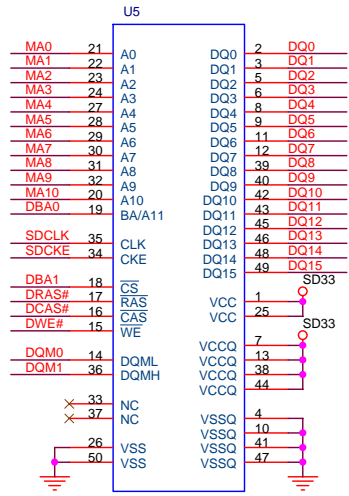 U5
MA0 21 A0 DQ0 2 DQ0
MA1 22 A1 DQ1 3 DQ1
MA2 23 A2 DQ2 5 DQ2
MA3 24 A3 DQ3 6 DQ3
MA4 27 A4 DQ4 8 DQ4
MA5 28 A5 DQ5 9 DQ5
MA6 29 A6 DQ6 11 DQ6
MA7 30 A7 DQ7 12 DQ7
MA8 31 A8 DQ8 39 DQ8
MA9 32 A9 DQ9 40 DQ9
MA10 20 A10 DQ10 42 DQ10
DBA0 19 BA/A11 DQ11 43 DQ11
DQ12 45 DQ12
SDCLK 35 CLK DQ13 46 DQ13
SDCKE 34 CKE DQ14 48 DQ14
DQ15 49 DQ15
DBA1 18 CS SD33
DRAS# 17 RAS VCC 1
DCAS# 16 CAS VCC 25
DWE# 15 WE SD33
VCCQ 7
DQM0 14 DQML VCCQ 13
DQM1 36 DQMH VCCQ 38
VCCQ 44
33 NC
37 NC VSSQ 4
VSSQ 10
26 VSS VSSQ 41
50 VSS VSSQ 47